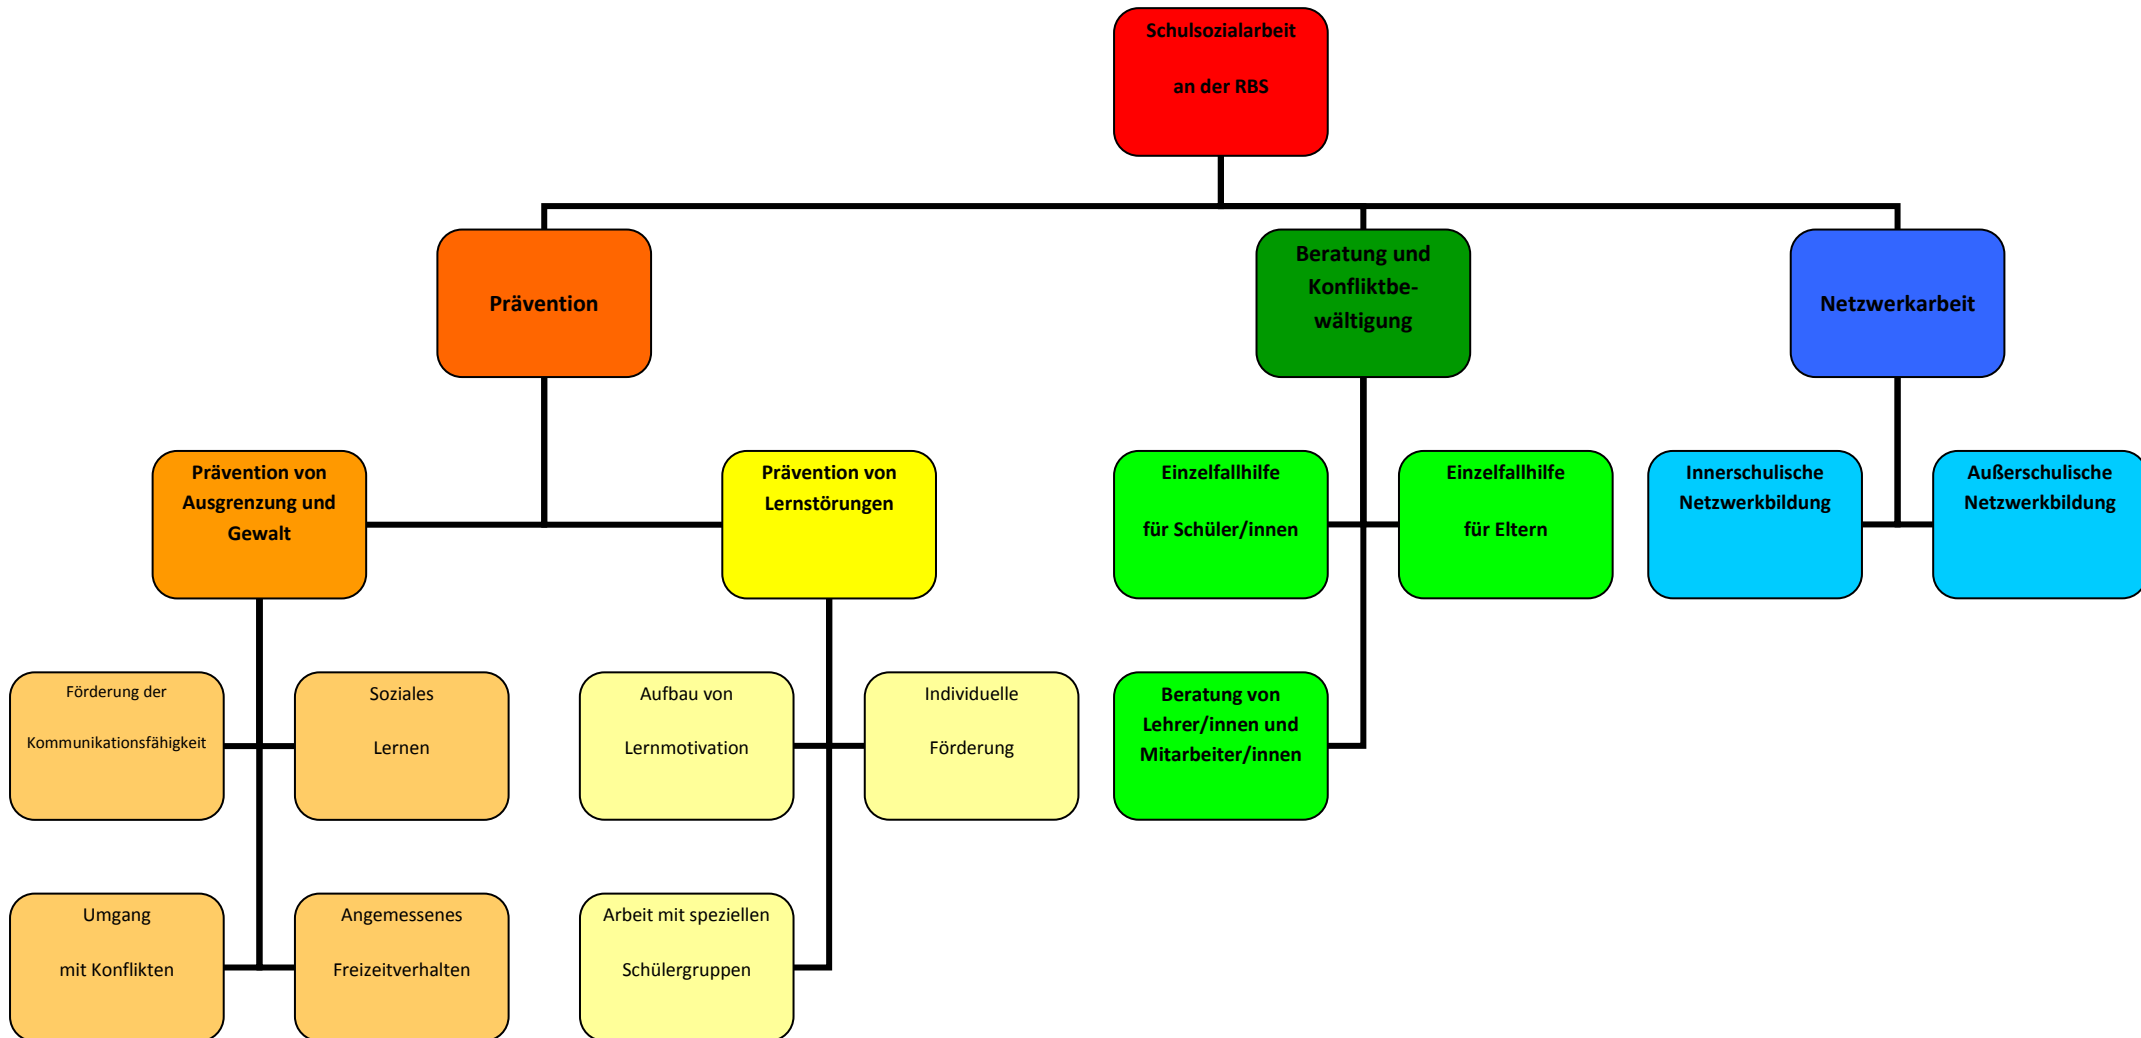 Schulsozialarbeit
an der RBS
Prävention
Beratung und
Konfliktbe-
wältigung
Netzwerkarbeit
Prävention von
Ausgrenzung und
Gewalt
Prävention von
Lernstörungen
Einzelfallhilfe
für Schüler/innen
Einzelfallhilfe
für Eltern
Innerschulische
Netzwerkbildung
Außerschulische
Netzwerkbildung
Förderung der
Kommunikationsfähigkeit
Soziales
Lernen
Aufbau von
Lernmotivation
Individuelle
Förderung
Beratung von
Lehrer/innen und
Mitarbeiter/innen
Umgang
mit Konflikten
Angemessenes
Freizeitverhalten
Arbeit mit speziellen
Schülergruppen